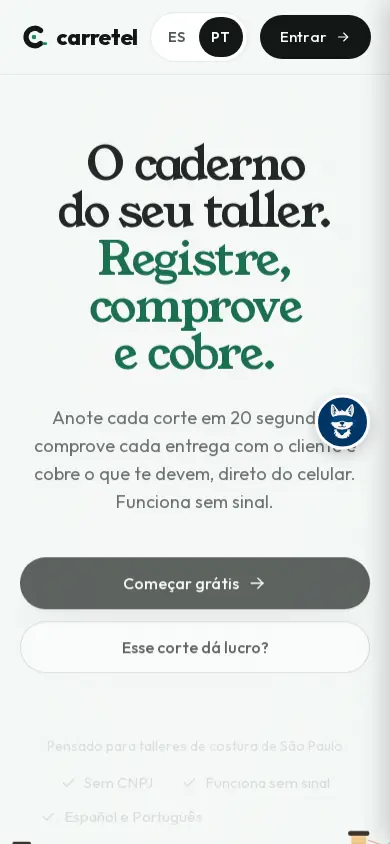 carretel
ES
PT
Entrar →
O caderno
do seu taller.
Registre,
comprove
e cobre.
Anote cada corte em 20 segund
comprove cada entrega com o cliente e
cobre o que te devem, direto do celular.
Funciona sem sinal.
Começar grátis →
Esse corte dá lucro?
Pensado para talleres de costura de São Paulo
✓ Sem CNPJ
✓ Funciona sem sinal
✓ Español e Português